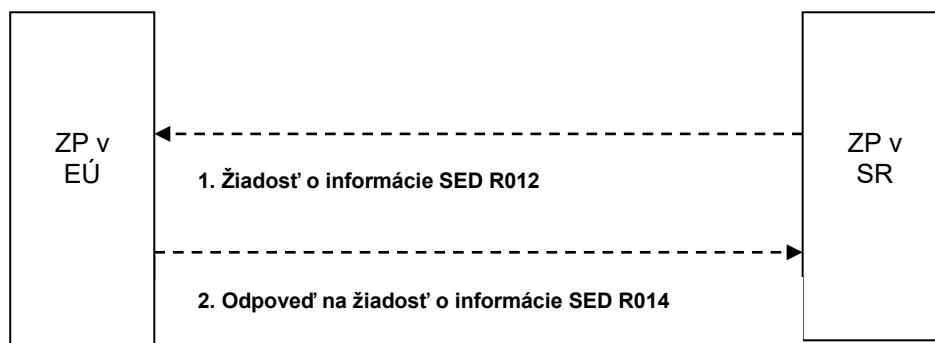 ZP v
EÚ
ZP v
SR
1. Žiadosť o informácie SED R012
2. Odpoveď na žiadosť o informácie SED R014